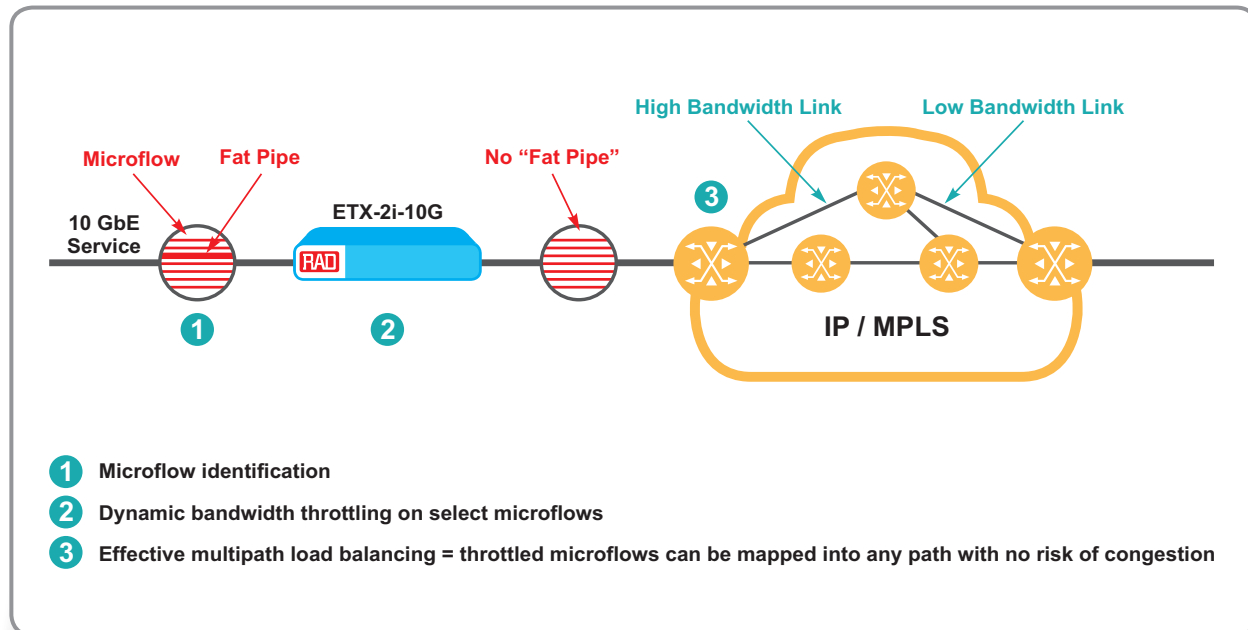 High Bandwidth Link
Low Bandwidth Link
Microflow
Fat Pipe
No “Fat Pipe”
3
10 GbE
Service
ETX-2i-10G
RAD
1
2
IP / MPLS
1 Microflow identification
2 Dynamic bandwidth throttling on select microflows
3 Effective multipath load balancing = throttled microflows can be mapped into any path with no risk of congestion